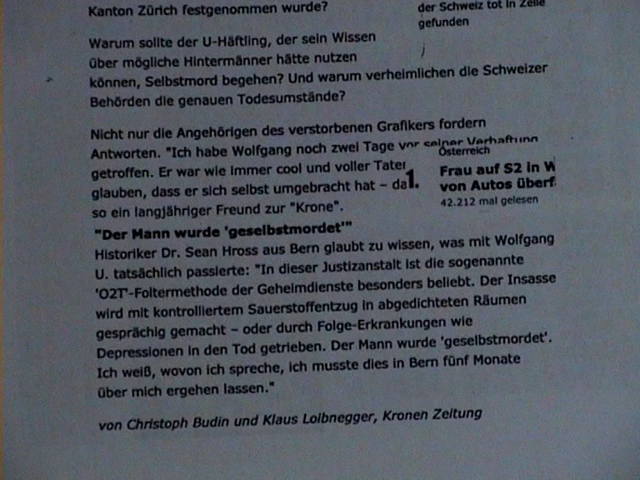 Kanton Zürich festgenommen wurde?
der Schweiz tot in Zelle
gefunden
Warum sollte der U-Häftling, der sein Wissen
über mögliche Hintermänner hätte nutzen
können, Selbstmord begehen? Und warum verheimlichen die Schweizer
Behörden die genauen Todesumstände?
Nicht nur die Angehörigen des verstorbenen Grafikers fordern
Antworten. "Ich habe Wolfgang noch zwei Tage vor seiner Verhaftung
getroffen. Er war wie immer cool und voller
glauben, dass er sich selbst umgebracht hat –
so ein langjähriger Freund zur "Krone".
Österreich
1. Frau auf S2 in
von Autos
42.212 mal gelesen
"Der Mann wurde 'geselbstmordet'"
Historiker Dr. Sean Hross aus Bern glaubt zu wissen, was mit Wolfgang
U. tatsächlich passierte: "In dieser Justizanstalt ist die sogenannte
'O2T'-Foltermethode der Geheimdienste besonders beliebt. Der Insasse
wird mit kontrolliertem Sauerstoffentzug in abgedichteten Räumen
gesprächig gemacht – oder durch Folge-Erkrankungen wie
Depressionen in den Tod getrieben. Der Mann wurde 'geselbstmordet'.
Ich weiß, wovon ich spreche, ich musste dies in Bern fünf Monate
über mich ergehen lassen."
von Christoph Budin und Klaus Loibnegger, Kronen Zeitung